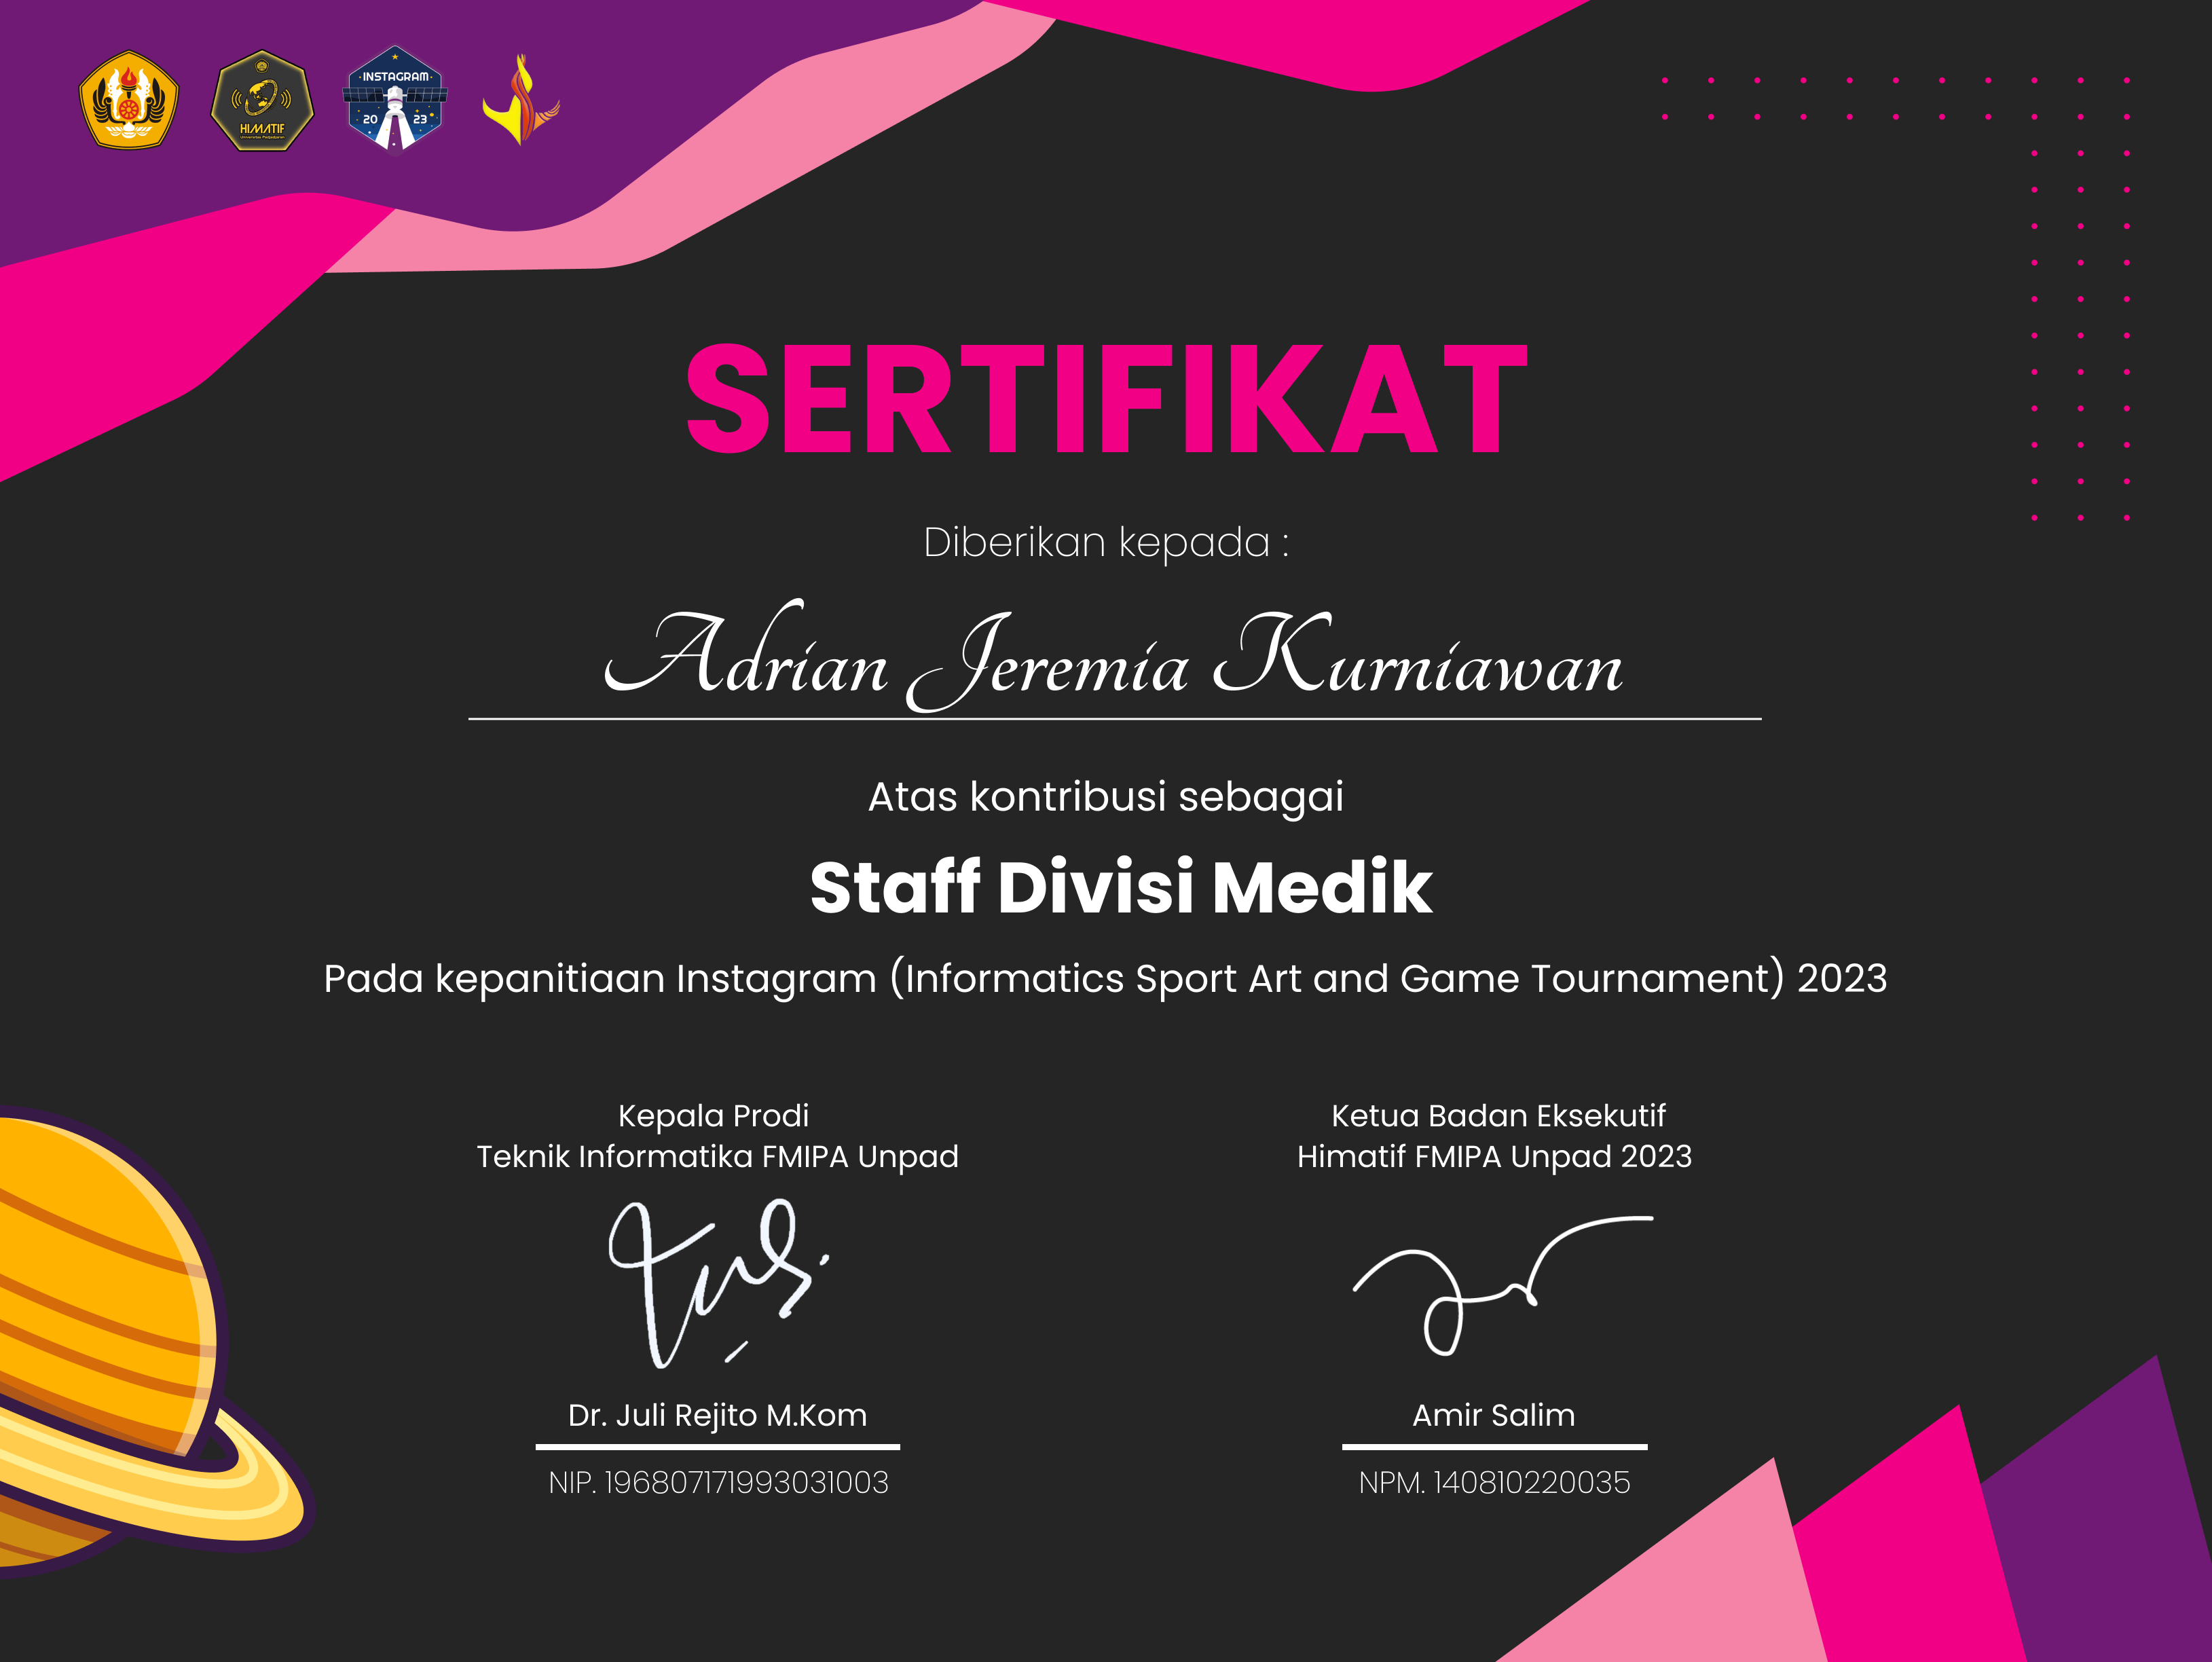 HIMATIF
Universitas Padjadjaran
INSTAGRAM
20 23
SERTIFIKAT
Diberikan kepada :
Adrian Jeremia Kurniawan
Atas kontribusi sebagai
Staff Divisi Medik
Pada kepanitiaan Instagram (Informatics Sport Art and Game Tournament) 2023
Kepala Prodi
Teknik Informatika FMIPA Unpad
Dr. Juli Rejito M.Kom
NIP. 196807171993031003
Ketua Badan Eksekutif
Himatif FMIPA Unpad 2023
Amir Salim
NPM. 140810220035